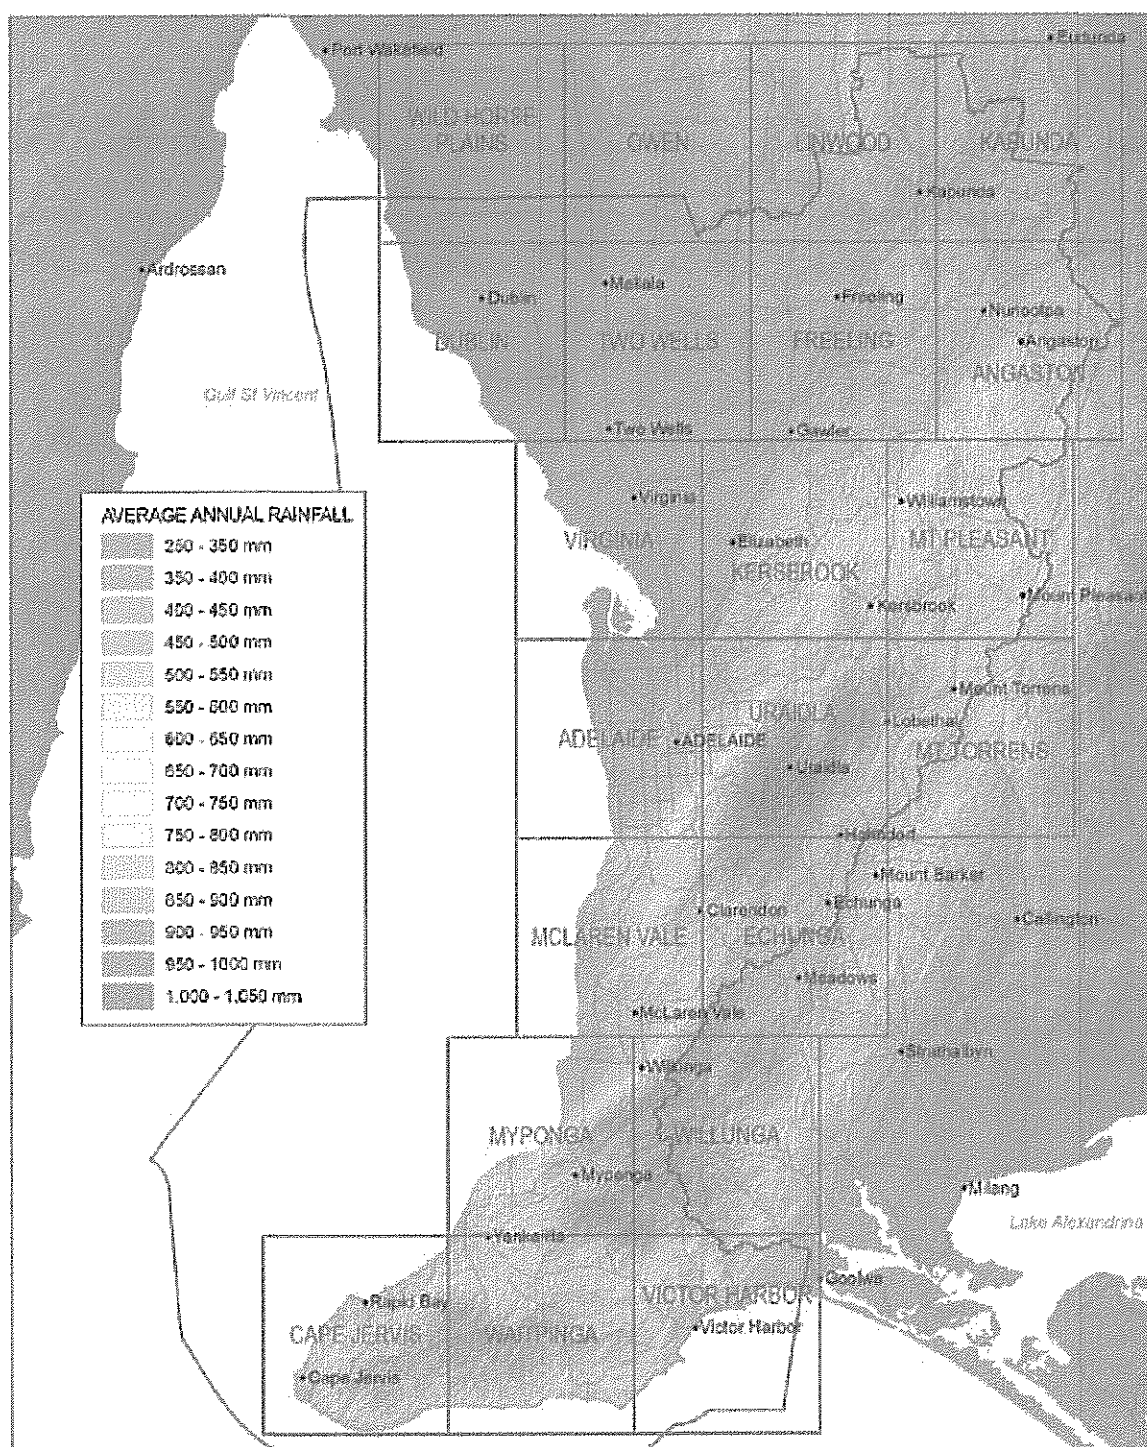 Port Wakefield
Eudunda
WILD HORSE
PLAINS
OWEN
LINWOOD
KAPUNDA
Kapunda
Ardrossan
Mallala
Dublin
Freeling
Nuriootpa
DUBLIN
TWO WELLS
FREELING
Angaston
ANGASTON
Gulf St Vincent
Two Wells
Gawler
Virginia
Williamstown
AVERAGE ANNUAL RAINFALL
250 - 350 mm
350 - 400 mm
400 - 450 mm
450 - 500 mm
500 - 550 mm
550 - 600 mm
600 - 650 mm
650 - 700 mm
700 - 750 mm
750 - 800 mm
800 - 850 mm
850 - 900 mm
900 - 950 mm
950 - 1000 mm
1,000 - 1,050 mm
VIRGINIA
Elizabeth
MT PLEASANT
KERSBROOK
Kersbrook
Mount Pleasant
Mount Torrens
URAIDLA
Lobethal
ADELAIDE
ADELAIDE
MT TORRENS
Uraidla
Hahndorf
Mount Barker
Clarendon
Echunga
Callington
MCLAREN VALE
ECHUNGA
Meadows
McLaren Vale
Strathalbyn
Willunga
MYPONGA
WILLUNGA
Myponga
Milang
Lake Alexandrina
Yankalilla
Goolwa
Rapid Bay
VICTOR HARBOR
CAPE JERVIS
WAITPINGA
Victor Harbor
Cape Jervis